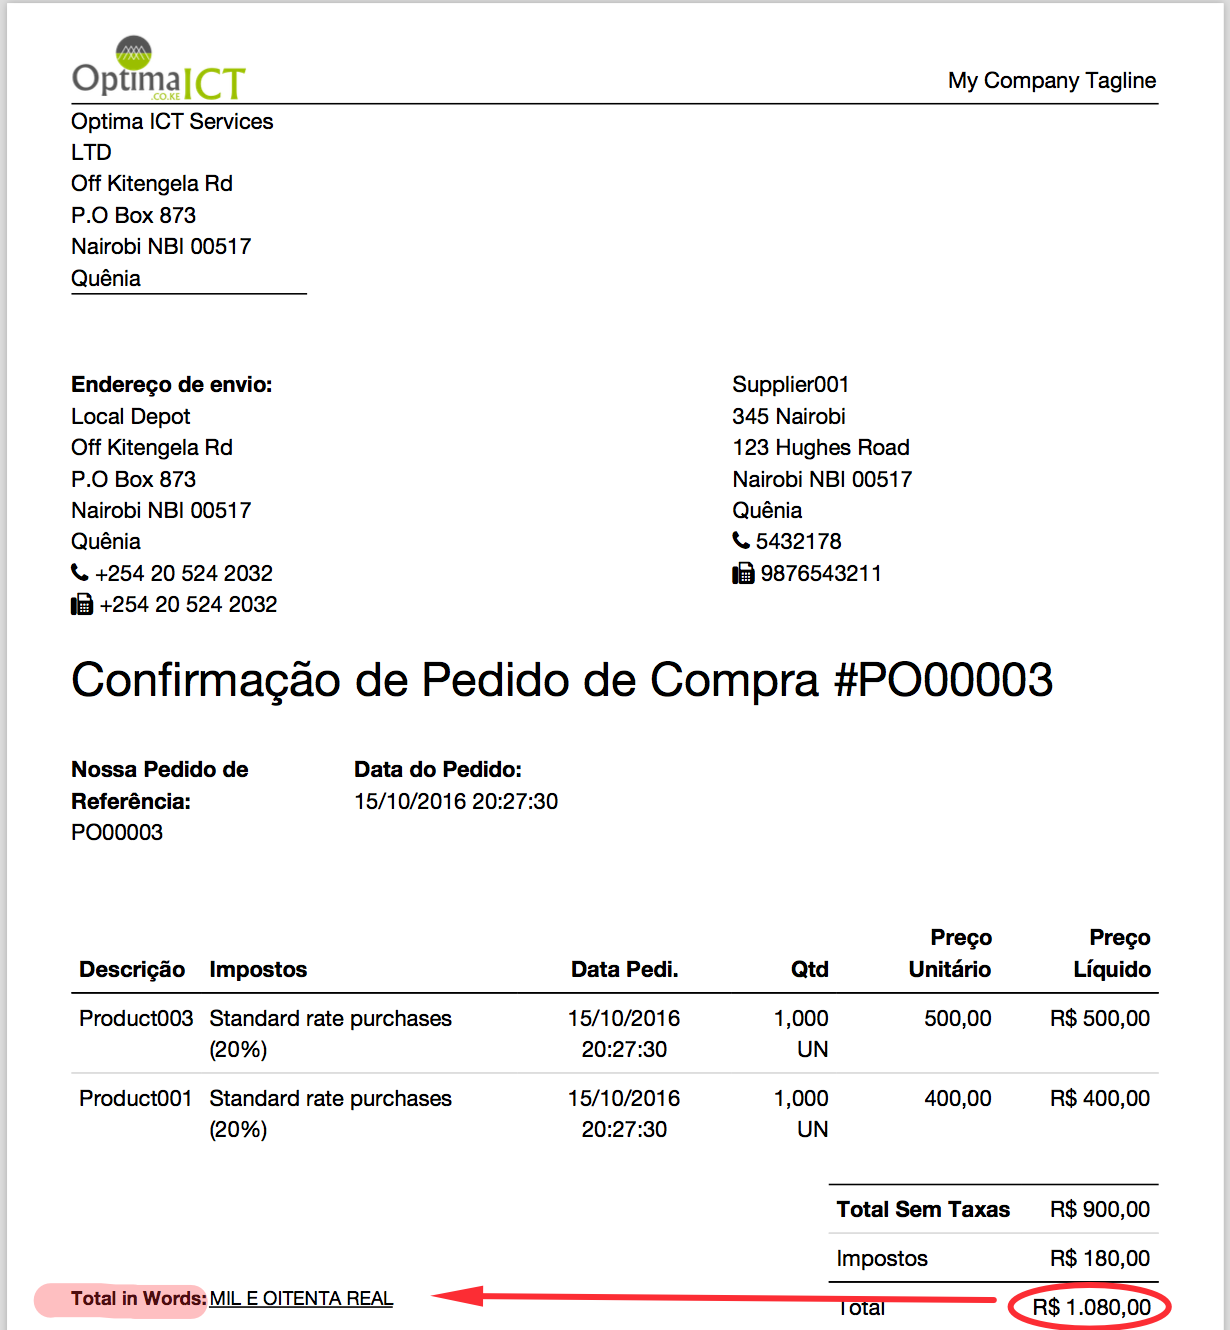 OptimaICT
.CO.KE
My Company Tagline
Optima ICT Services
LTD
Off Kitengela Rd
P.O Box 873
Nairobi NBI 00517
Quênia
Endereço de envio:
Local Depot
Off Kitengela Rd
P.O Box 873
Nairobi NBI 00517
Quênia
+254 20 524 2032
+254 20 524 2032
Supplier001
345 Nairobi
123 Hughes Road
Nairobi NBI 00517
Quênia
5432178
9876543211
Confirmação de Pedido de Compra #PO00003
Nossa Pedido de
Referência:
PO00003
Data do Pedido:
15/10/2016 20:27:30
Descrição Impostos Data Pedi. Qtd Preço Unitário Preço Líquido
Product003 Standard rate purchases 15/10/2016 1,000 500,00 R$ 500,00
(20%) 20:27:30 UN
Product001 Standard rate purchases 15/10/2016 1,000 400,00 R$ 400,00
(20%) 20:27:30 UN
Total Sem Taxas R$ 900,00
Impostos R$ 180,00
Total in Words: MIL E OITENTA REAL
Total R$ 1.080,00